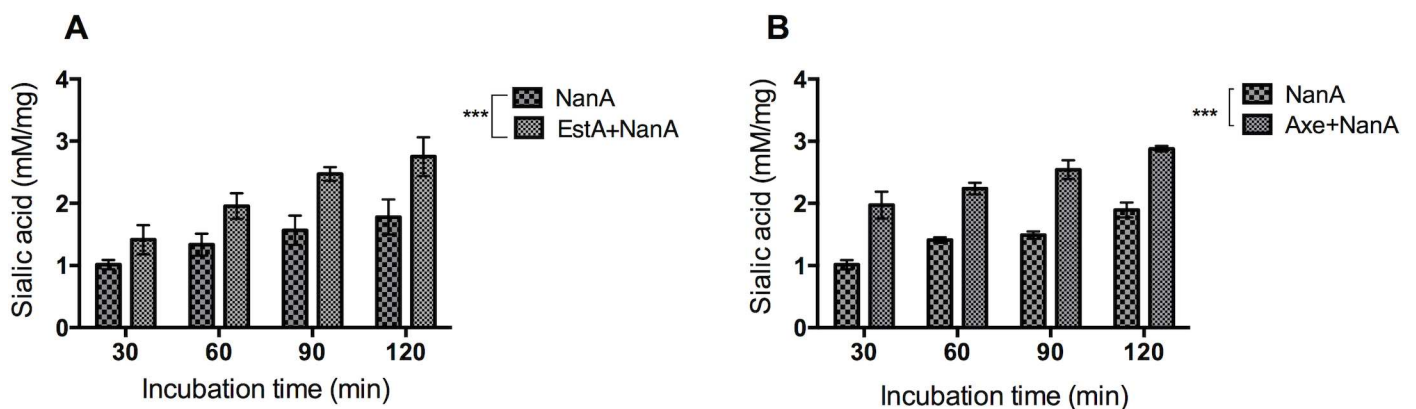 A
Sialic acid (mM/mg)
4
3
2
1
0
30 60 90 120
Incubation time (min)
***
NanA
EstA+NanA
B
Sialic acid (mM/mg)
4
3
2
1
0
30 60 90 120
Incubation time (min)
***
NanA
Axe+NanA